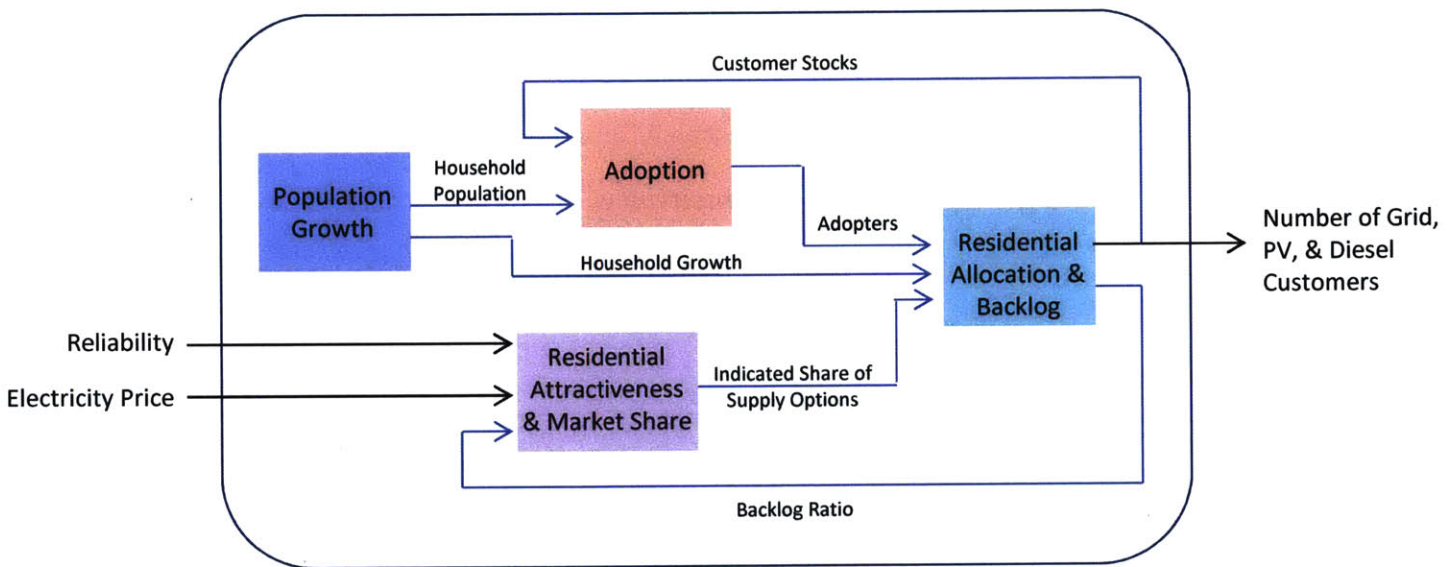 Customer Stocks
Household
Population
Adoption
Population
Growth
Adopters
Number of Grid,
PV, & Diesel
Customers
Residential
Allocation &
Backlog
Household Growth
Reliability
Electricity Price
Residential
Attractiveness
& Market Share
Indicated Share of
Supply Options
Backlog Ratio